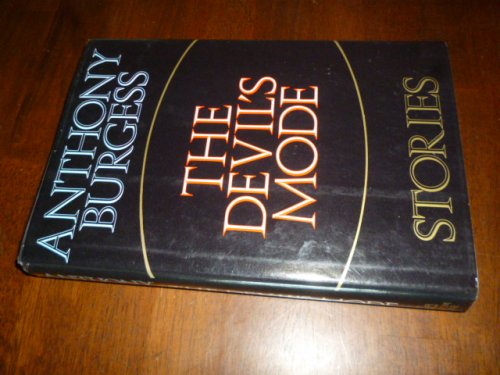 ANTHONY
BURGESS
THE
DEVIL'S
MODE
STORIES